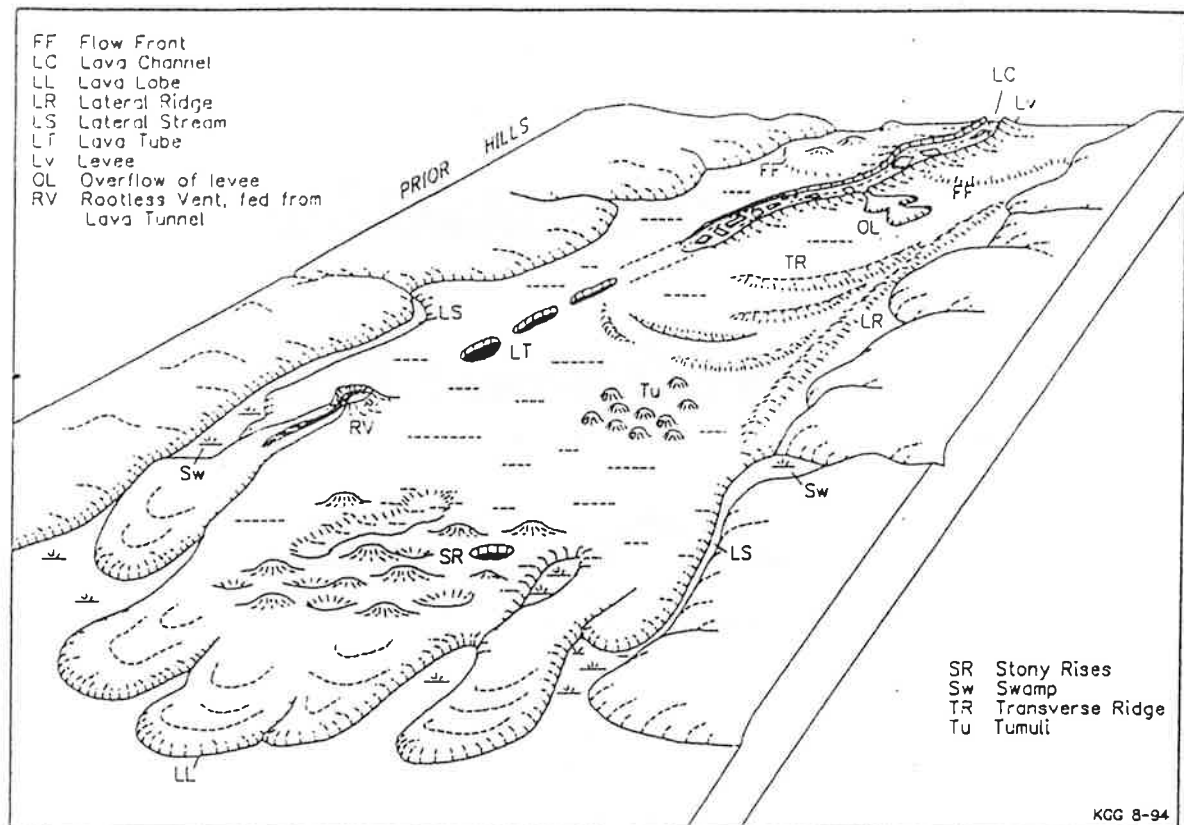 FF Flow Front
LC Lava Channel
LL Lava Lobe
LR Lateral Ridge
LS Lateral Stream
LT Lava Tube
Lv Levee
OL Overflow of levee
RV Rootless Vent, fed from
Lava Tunnel
PRIOR HILLS
LC
Lv
FF
FF
OL
TR
LS
LR
LT
Tu
RV
Sw
Sw
SR
LS
LL
SR Stony Rises
Sw Swamp
TR Transverse Ridge
Tu Tumuli
KGG 8-94